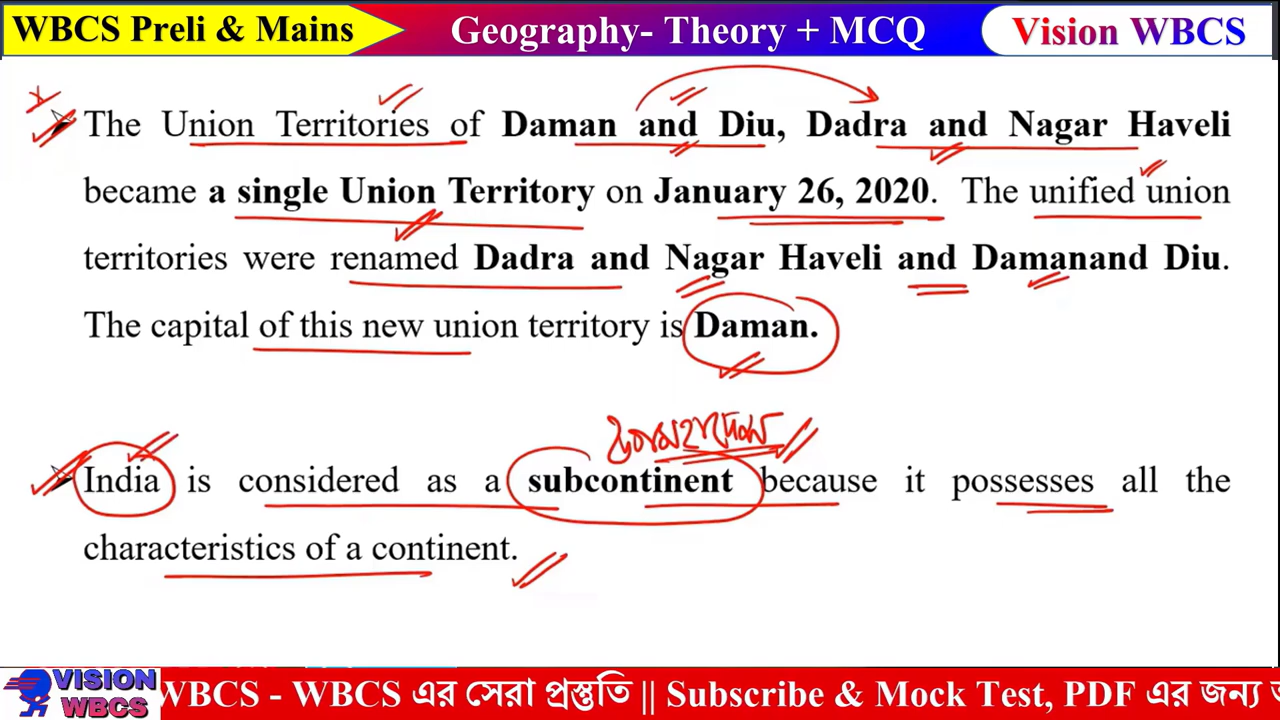 WBCS Preli & Mains
Geography- Theory + MCQ
Vision WBCS
The Union Territories of Daman and Diu, Dadra and Nagar Haveli
became a single Union Territory on January 26, 2020. The unified union
territories were renamed Dadra and Nagar Haveli and Damanand Diu.
The capital of this new union territory is Daman.
উপমহাদেশ
India is considered as a subcontinent because it possesses all the
characteristics of a continent.
VISION
WBCS
WBCS - WBCS এর সেরা প্রস্তুতি || Subscribe & Mock Test, PDF এর জন্য